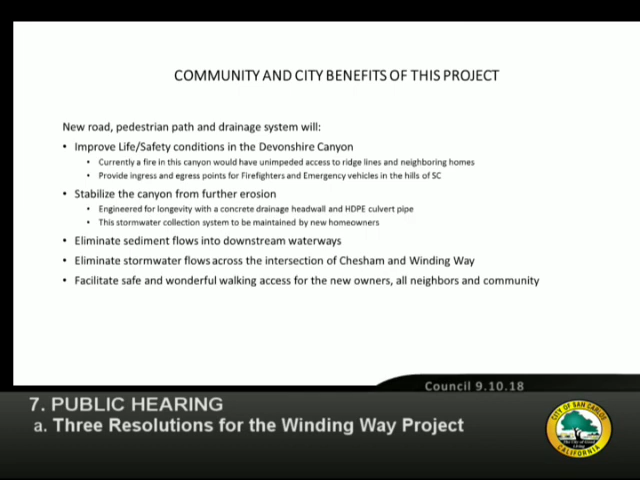 COMMUNITY AND CITY BENEFITS OF THIS PROJECT
New road, pedestrian path and drainage system will:
• Improve Life/Safety conditions in the Devonshire Canyon
• Currently a fire in this canyon would have unimpeded access to ridge lines and neighboring homes
• Provide ingress and egress points for Firefighters and Emergency vehicles in the hills of SC
• Stabilize the canyon from further erosion
• Engineered for longevity with a concrete drainage headwall and HDPE culvert pipe
• This stormwater collection system to be maintained by new homeowners
• Eliminate sediment flows into downstream waterways
• Eliminate stormwater flows across the intersection of Chesham and Winding Way
• Facilitate safe and wonderful walking access for the new owners, all neighbors and community
Council 9.10.18
7. PUBLIC HEARING
a. Three Resolutions for the Winding Way Project
CITY OF SAN CARLOS
CALIFORNIA